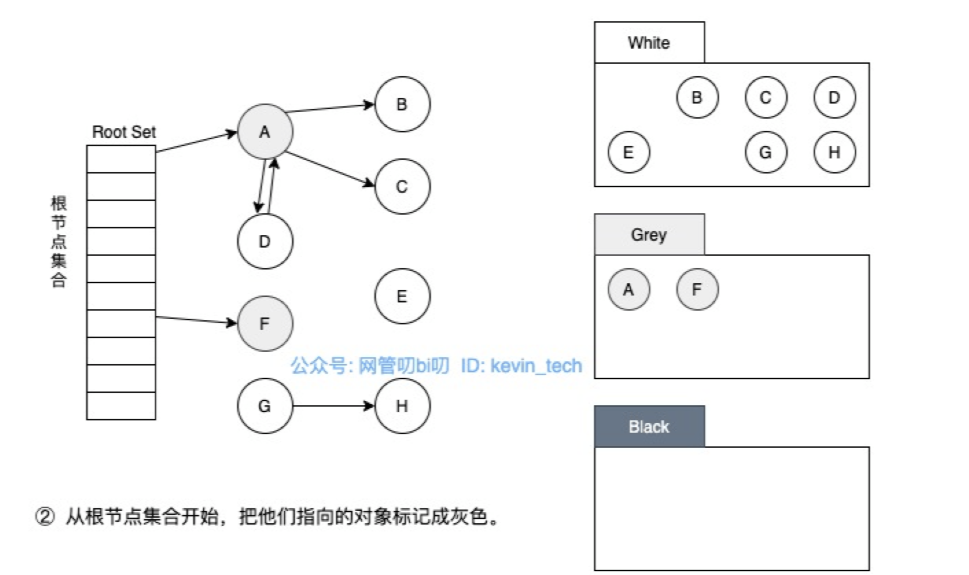 Root Set
根节点集合
A
B
C
D
E
F
G
H
公众号: 网管叨bi叨 ID: kevin_tech
② 从根节点集合开始，把他们指向的对象标记成灰色。
White
B C D
E G H
Grey
A F
Black